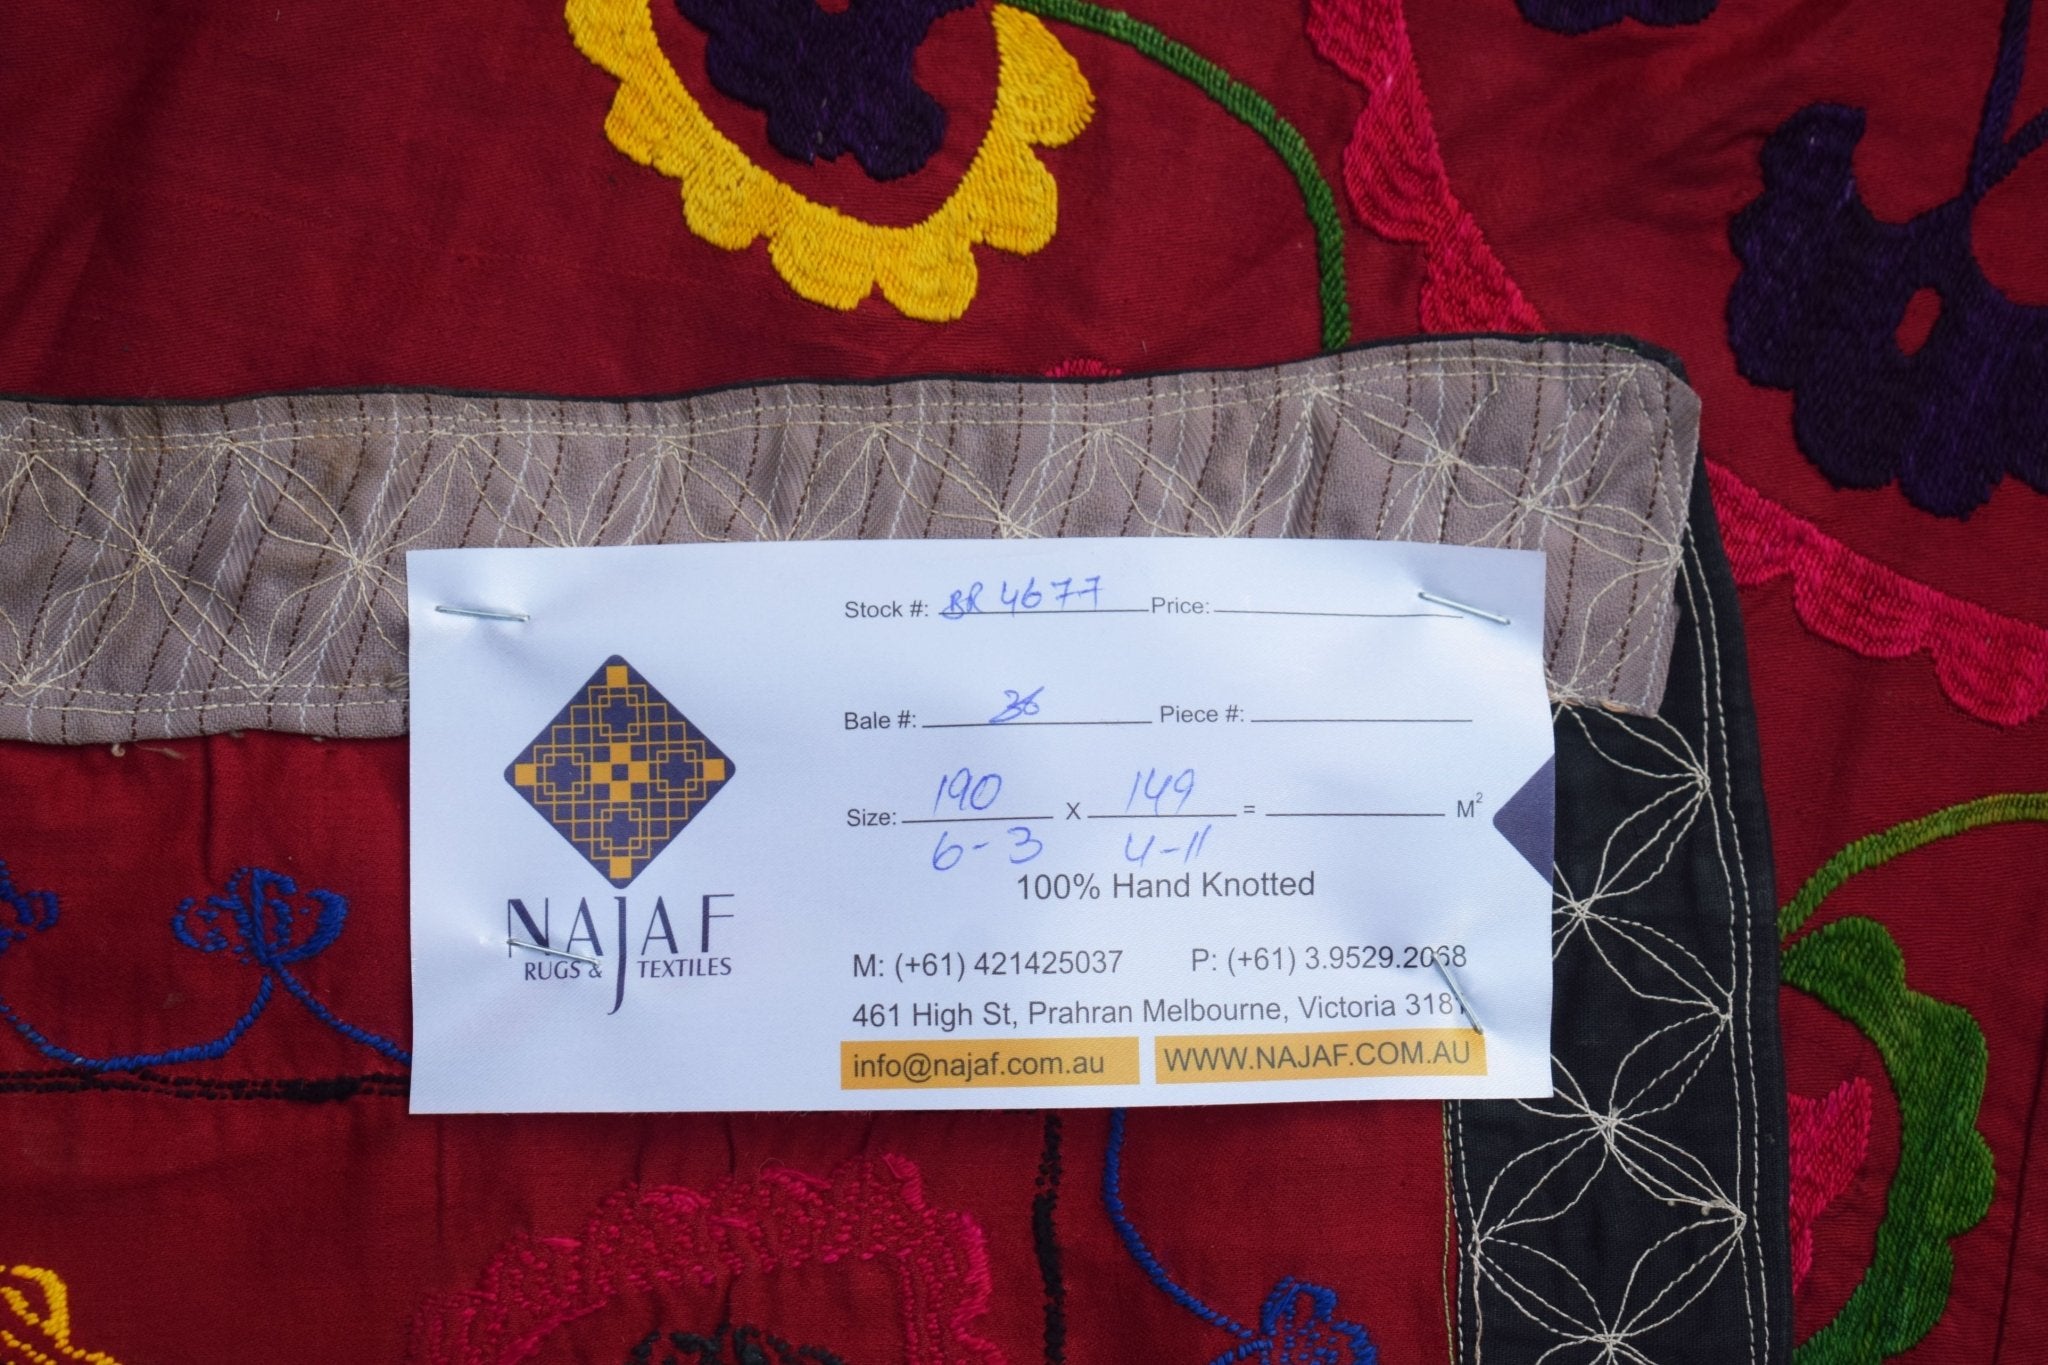 Stock #: BR 4677 Price:
Bale #: 36 Piece #:
Size: 190 X 149 = M²
6-3 4-11
100% Hand Knotted
NAJAF
RUGS & TEXTILES
M: (+61) 421425037 P: (+61) 3.9529.2068
461 High St, Prahran Melbourne, Victoria 3181
info@najaf.com.au WWW.NAJAF.COM.AU